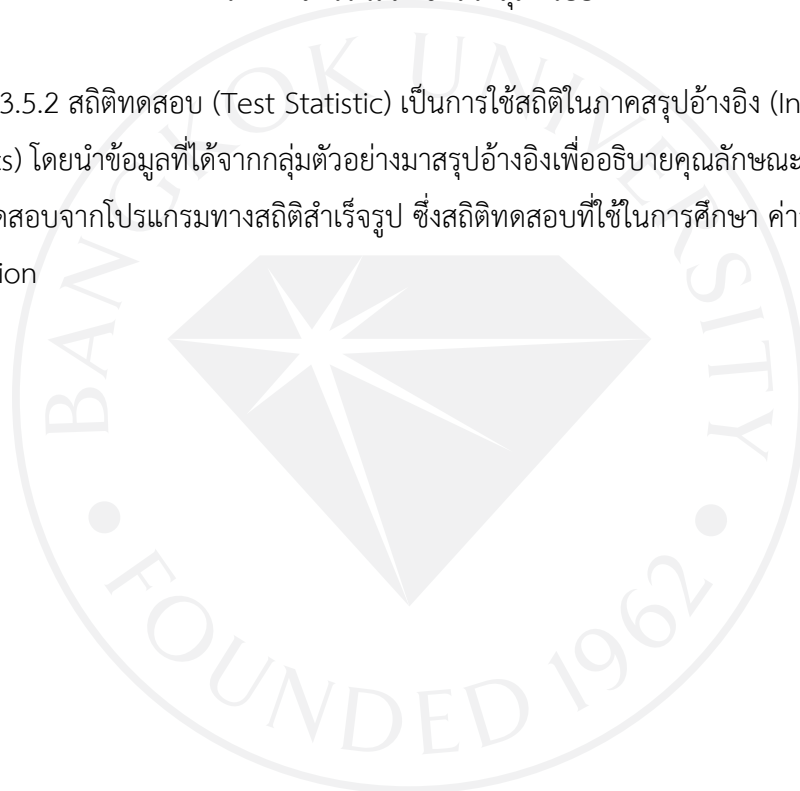 3.5.2 สถิติทดสอบ (Test Statistic) เป็นการใช้สถิติในภาคสรุปอ้างอิง (In
s) โดยนำข้อมูลที่ได้จากกลุ่มตัวอย่างมาสรุปอ้างอิงเพื่ออธิบายคุณลักษณะ
ดสอบจากโปรแกรมทางสถิติสำเร็จรูป ซึ่งสถิติทดสอบที่ใช้ในการศึกษา ค่า
ion
BANGKOK UNIVERSITY
FOUNDED 1962